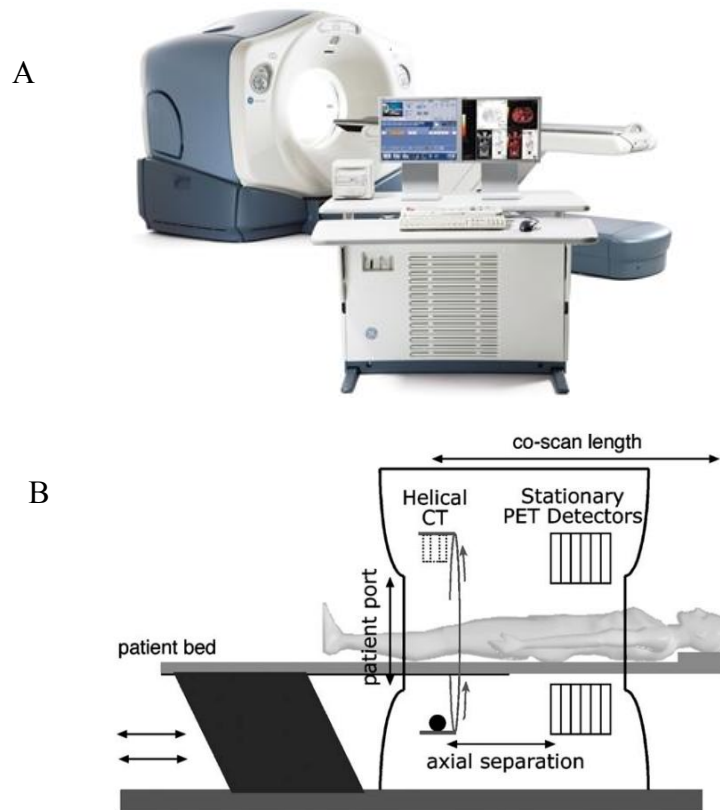 A
B
co-scan length
Helical
CT
Stationary
PET Detectors
patient port
patient bed
axial separation